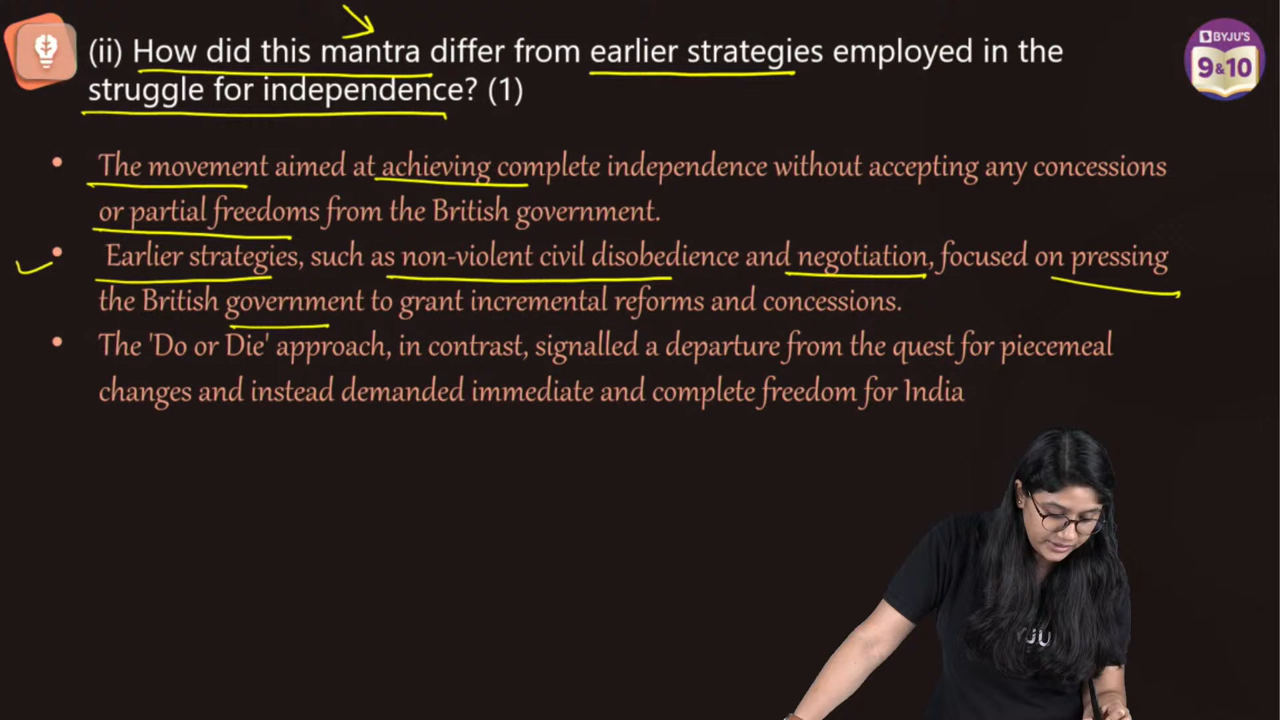 (ii) How did this mantra differ from earlier strategies employed in the
struggle for independence? (1)
BYJU'S
9 & 10
• The movement aimed at achieving complete independence without accepting any concessions
or partial freedoms from the British government.
• Earlier strategies, such as non-violent civil disobedience and negotiation, focused on pressing
the British government to grant incremental reforms and concessions.
• The 'Do or Die' approach, in contrast, signalled a departure from the quest for piecemeal
changes and instead demanded immediate and complete freedom for India